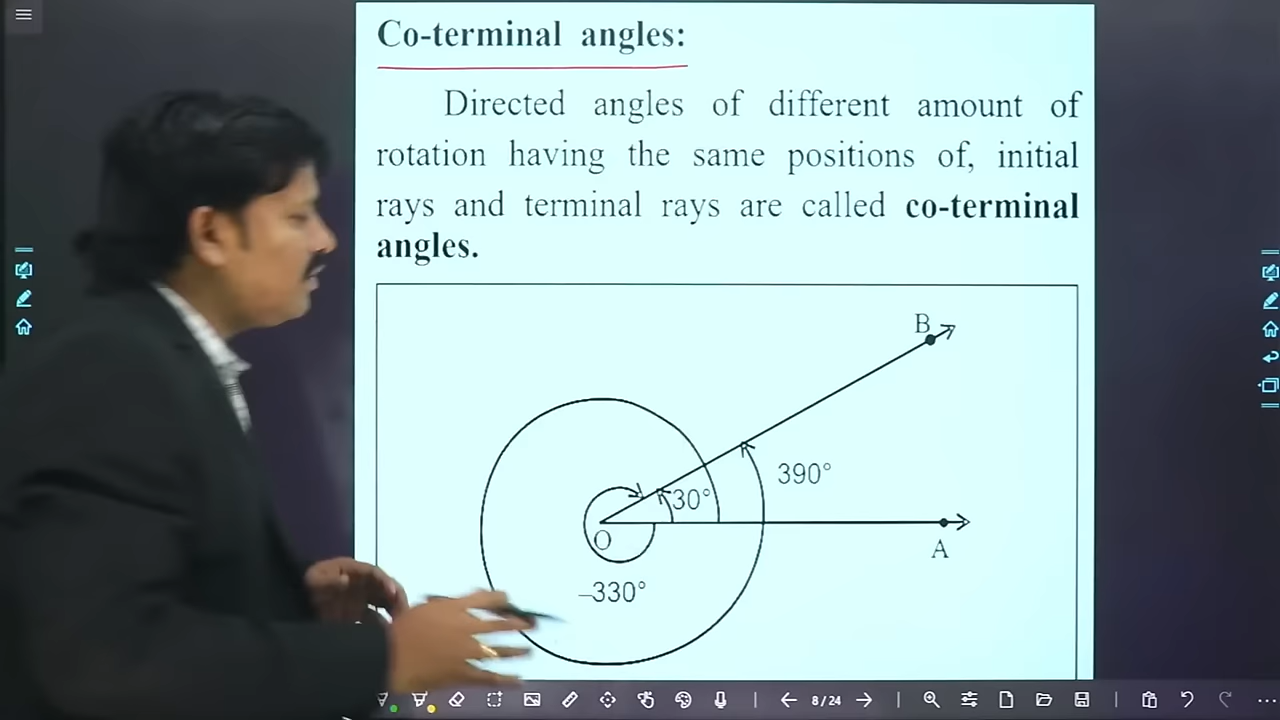 Co-terminal angles:
Directed angles of different amount of
rotation having the same positions of, initial
rays and terminal rays are called co-terminal
angles.
B
390°
30°
O
A
–330°
8/24